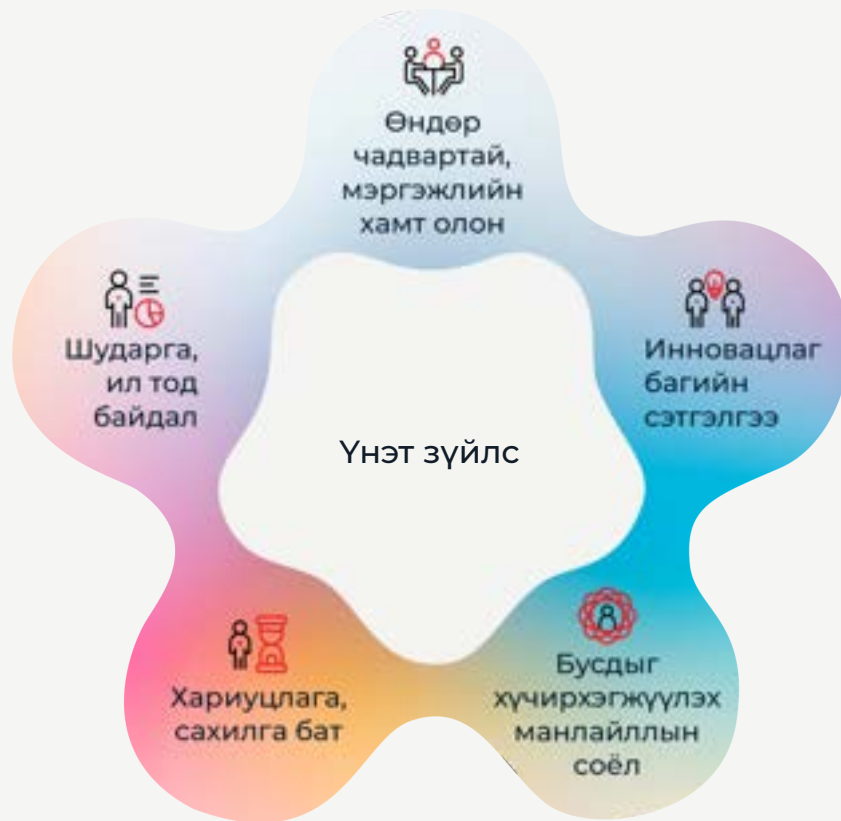 Өндөр
чадвартай,
мэргэжлийн
хамт олон
Шударга,
ил тод
байдал
Инновацлаг
багийн
сэтгэлгээ
Үнэт зүйлс
Хариуцлага,
сахилга бат
Бусдыг
хүчирхэгжүүлэх
манлайллын
соёл